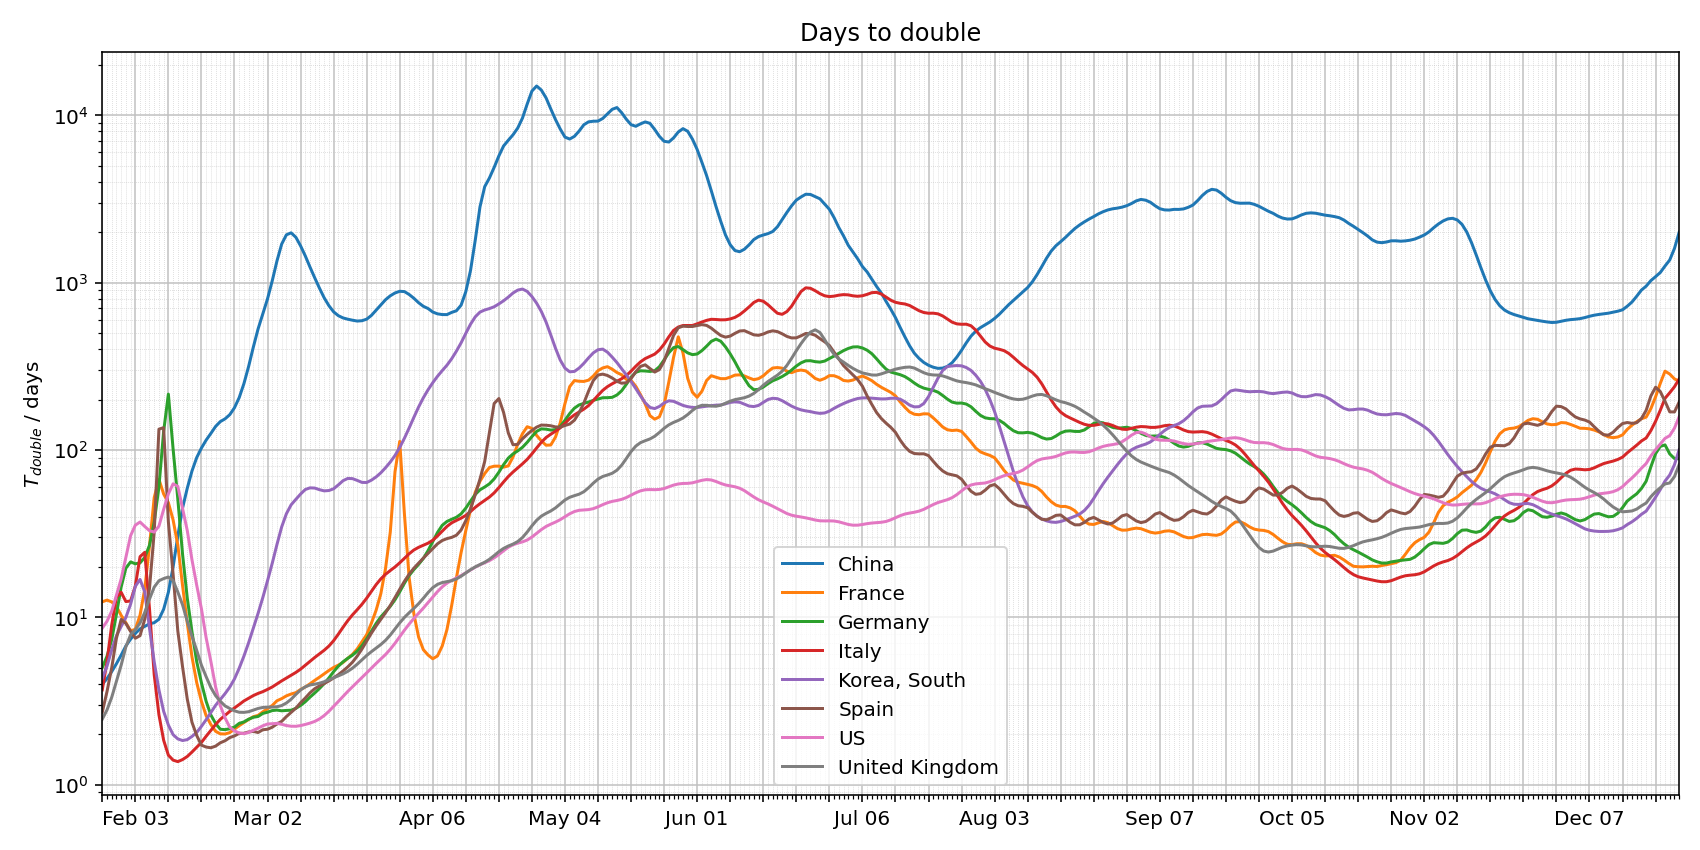 Days to double
T_double / days
10^4
10^3
10^2
10^1
10^0
China
France
Germany
Italy
Korea, South
Spain
US
United Kingdom
Feb 03 Mar 02 Apr 06 May 04 Jun 01 Jul 06 Aug 03 Sep 07 Oct 05 Nov 02 Dec 07